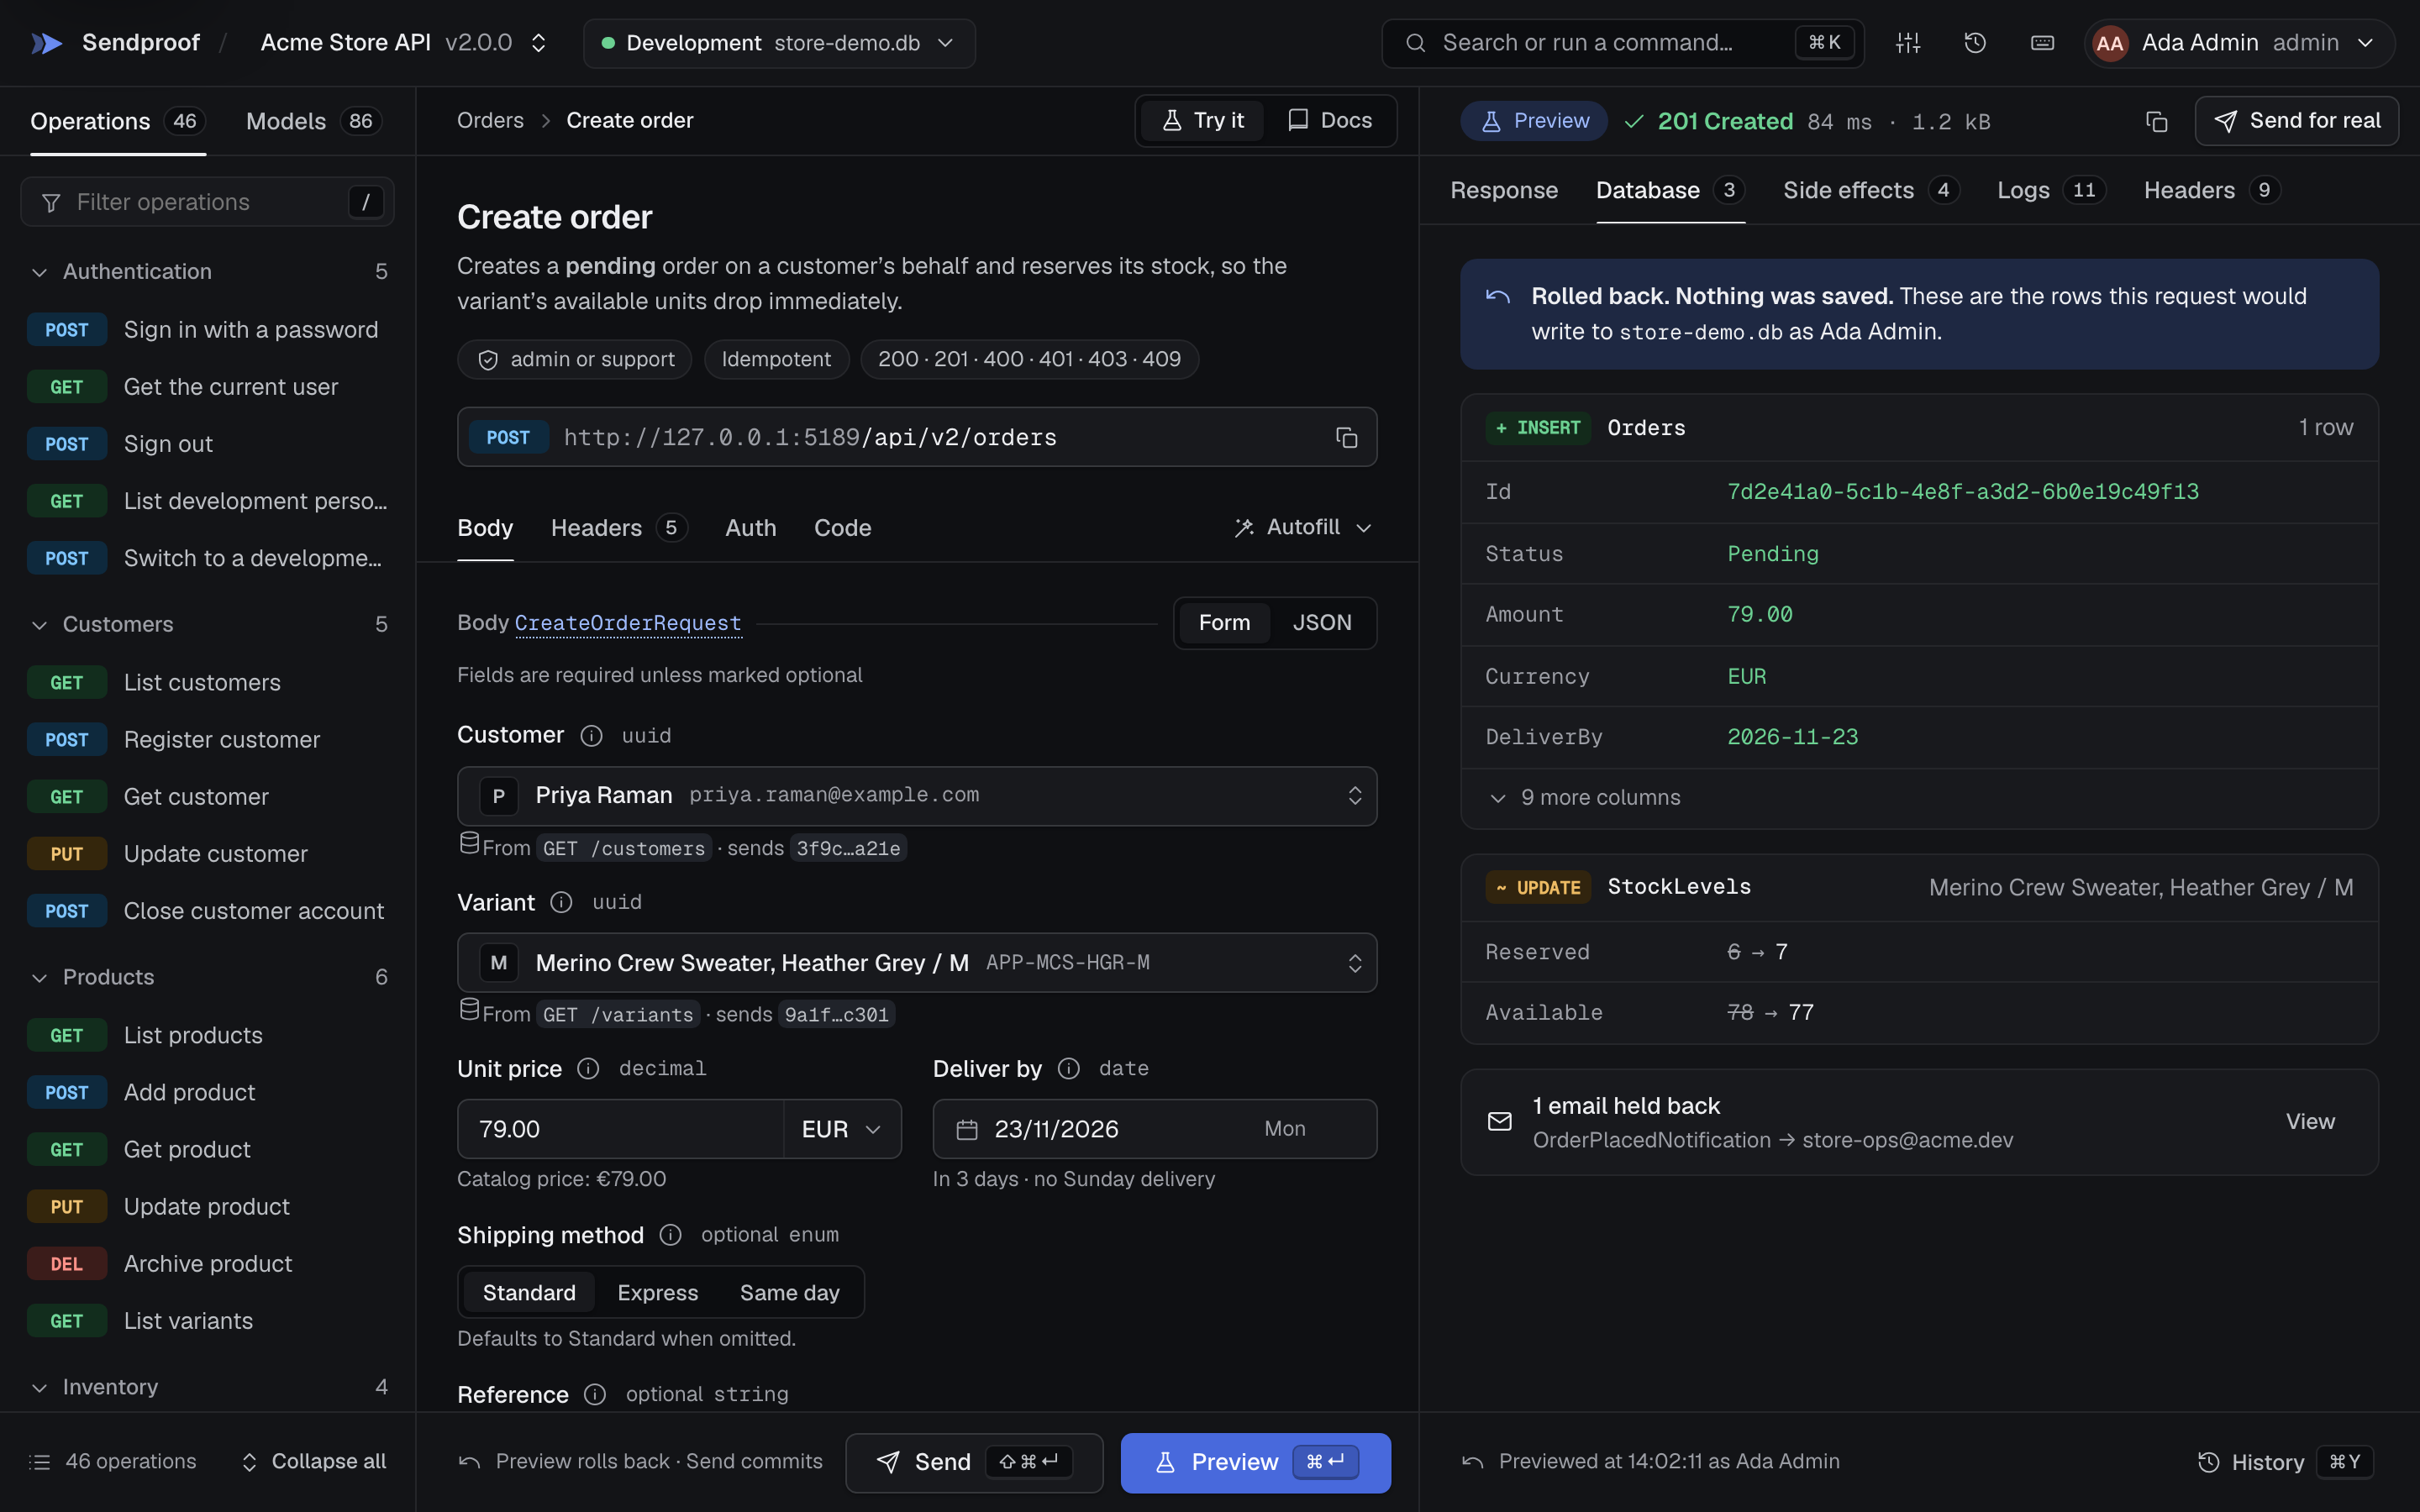 Sendproof / Acme Store API v2.0.0
Development store-demo.db
Search or run a command... ⌘K
AA Ada Admin admin
Operations 46 Models 86
Filter operations /
Authentication 5
POST Sign in with a password
GET Get the current user
POST Sign out
GET List development perso...
POST Switch to a developme...
Customers 5
GET List customers
POST Register customer
GET Get customer
PUT Update customer
POST Close customer account
Products 6
GET List products
POST Add product
GET Get product
PUT Update product
DEL Archive product
GET List variants
Inventory 4
46 operations Collapse all
Orders > Create order
Try it Docs
Create order
Creates a pending order on a customer’s behalf and reserves its stock, so the
variant’s available units drop immediately.
admin or support Idempotent 200 · 201 · 400 · 401 · 403 · 409
POST http://127.0.0.1:5189/api/v2/orders
Body Headers 5 Auth Code Autofill
Body CreateOrderRequest Form JSON
Fields are required unless marked optional
Customer uuid
P Priya Raman priya.raman@example.com
From GET /customers · sends 3f9c…a21e
Variant uuid
M Merino Crew Sweater, Heather Grey / M APP-MCS-HGR-M
From GET /variants · sends 9a1f…c301
Unit price decimal
79.00 EUR
Catalog price: €79.00
Deliver by date
23/11/2026 Mon
In 3 days · no Sunday delivery
Shipping method optional enum
Standard Express Same day
Defaults to Standard when omitted.
Reference optional string
Preview rolls back · Send commits
Send ⇧⌘↵
Preview ⌘↵
Preview 201 Created 84 ms · 1.2 kB
Send for real
Response Database 3 Side effects 4 Logs 11 Headers 9
Rolled back. Nothing was saved. These are the rows this request would
write to store-demo.db as Ada Admin.
+ INSERT Orders 1 row
Id 7d2e41a0-5c1b-4e8f-a3d2-6b0e19c49f13
Status Pending
Amount 79.00
Currency EUR
DeliverBy 2026-11-23
9 more columns
~ UPDATE StockLevels Merino Crew Sweater, Heather Grey / M
Reserved 6 → 7
Available 78 → 77
1 email held back
OrderPlacedNotification → store-ops@acme.dev
View
Previewed at 14:02:11 as Ada Admin
History ⌘Y